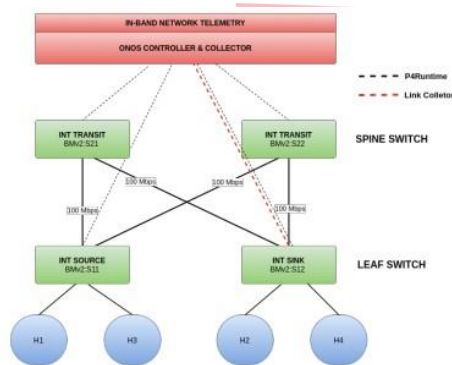 IN-BAND NETWORK TELEMETRY
ONOS CONTROLLER & COLLECTOR
P4Runtime
Link Colletor
INT TRANSIT
BMv2:S21
INT TRANSIT
BMv2:S22
SPINE SWITCH
100 Mbps
100 Mbps
100 Mbps
100 Mbps
INT SOURCE
BMv2:S11
INT SINK
BMv2:S12
LEAF SWITCH
H1
H3
H2
H4